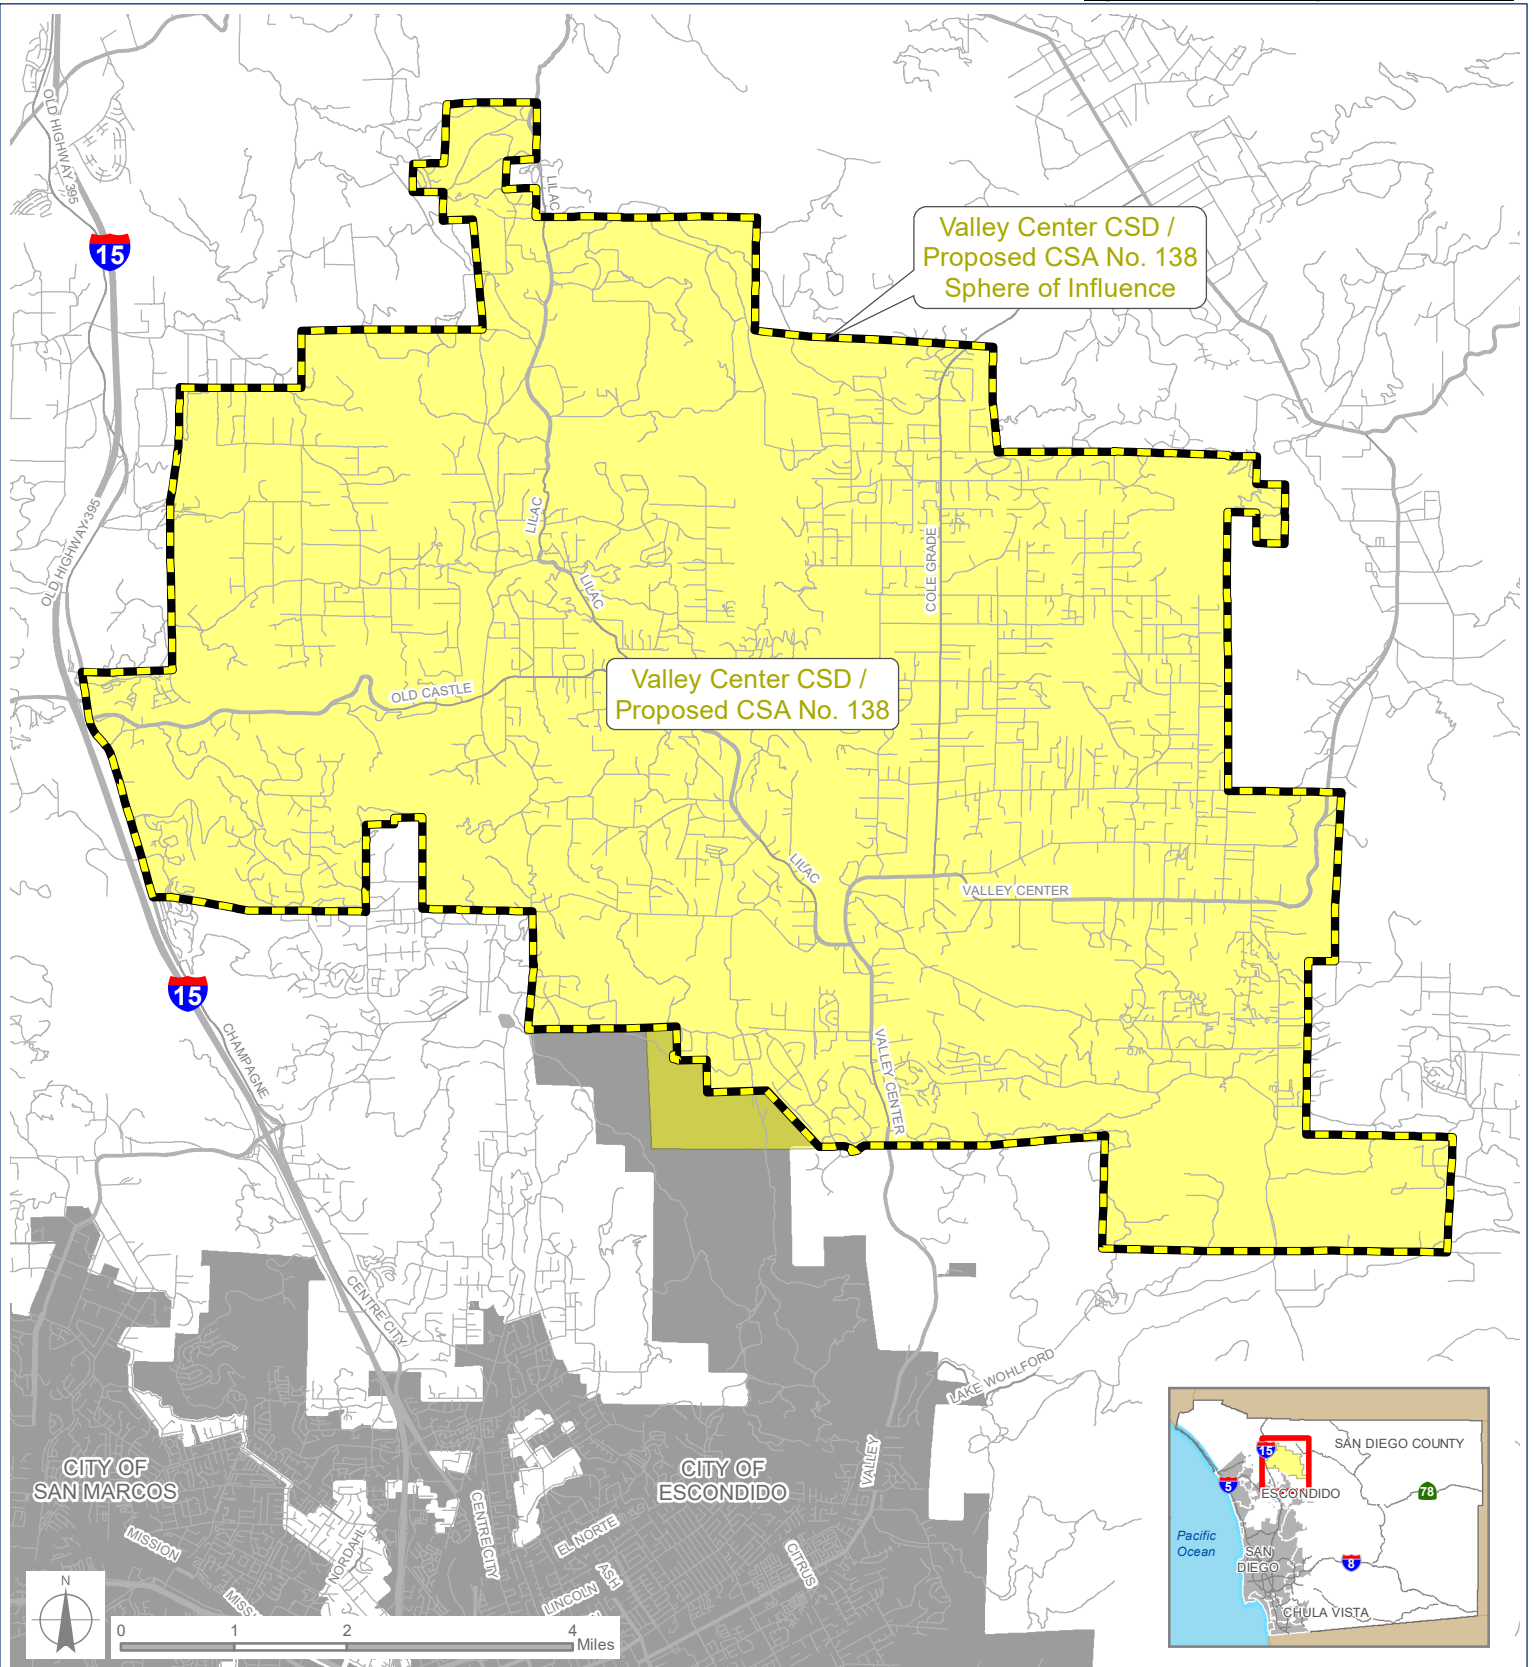 OLD HIGHWAY 395
15
LILAC
Valley Center CSD /
Proposed CSA No. 138
Sphere of Influence
LILAC
OLD HIGHWAY 395
COLE GRADE
LILAC
OLD CASTLE
Valley Center CSD /
Proposed CSA No. 138
LILAC
VALLEY CENTER
15
CHAMPAGNE
VALLEY CENTER
CENTRE CITY
LAKE WOHLFORD
VALLEY
CITY OF
SAN MARCOS
CITY OF
ESCONDIDO
CENTRE CITY
MISSION
NORDAHL
EL NORTE
ASH
CITRUS
LINCOLN
N
0
1
2
4
Miles
SAN DIEGO COUNTY
15
5
ESCONDIDO
78
Pacific
Ocean
SAN
DIEGO
8
CHULA VISTA